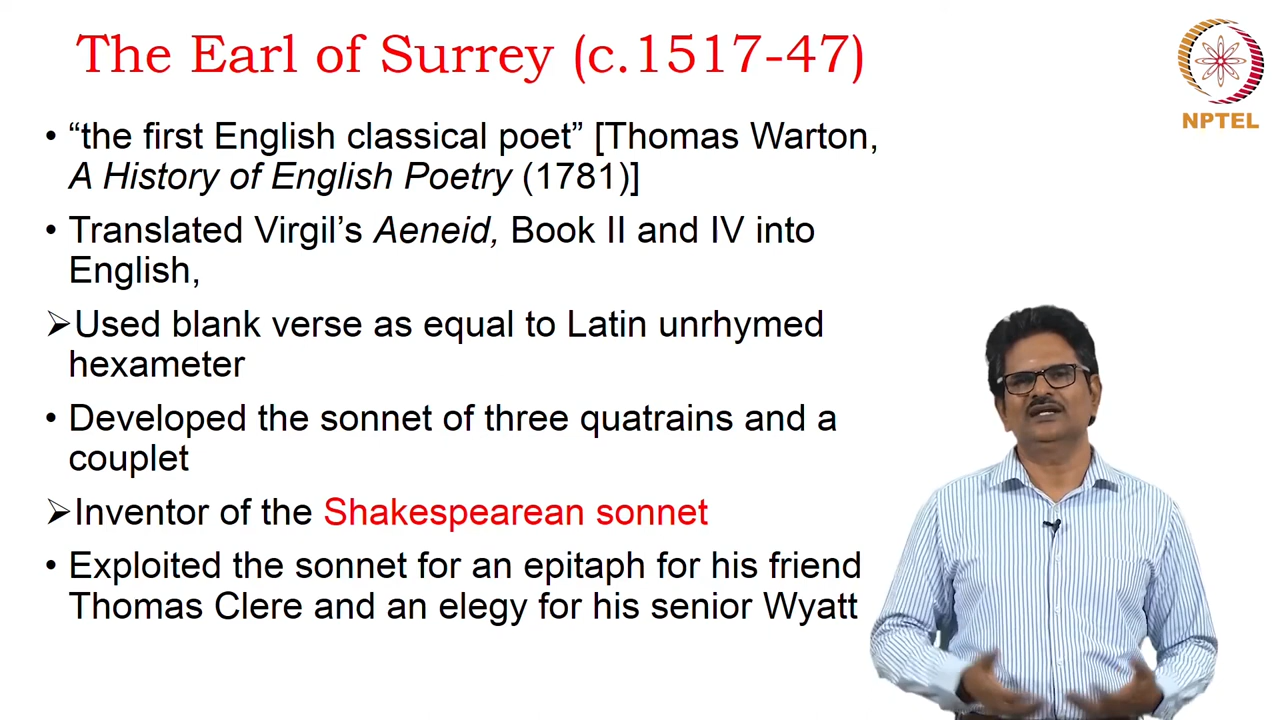 The Earl of Surrey (c.1517-47)
NPTEL
• “the first English classical poet” [Thomas Warton,
A History of English Poetry (1781)]
• Translated Virgil’s Aeneid, Book II and IV into
English,
➢Used blank verse as equal to Latin unrhymed
hexameter
• Developed the sonnet of three quatrains and a
couplet
➢Inventor of the Shakespearean sonnet
• Exploited the sonnet for an epitaph for his friend
Thomas Clere and an elegy for his senior Wyatt